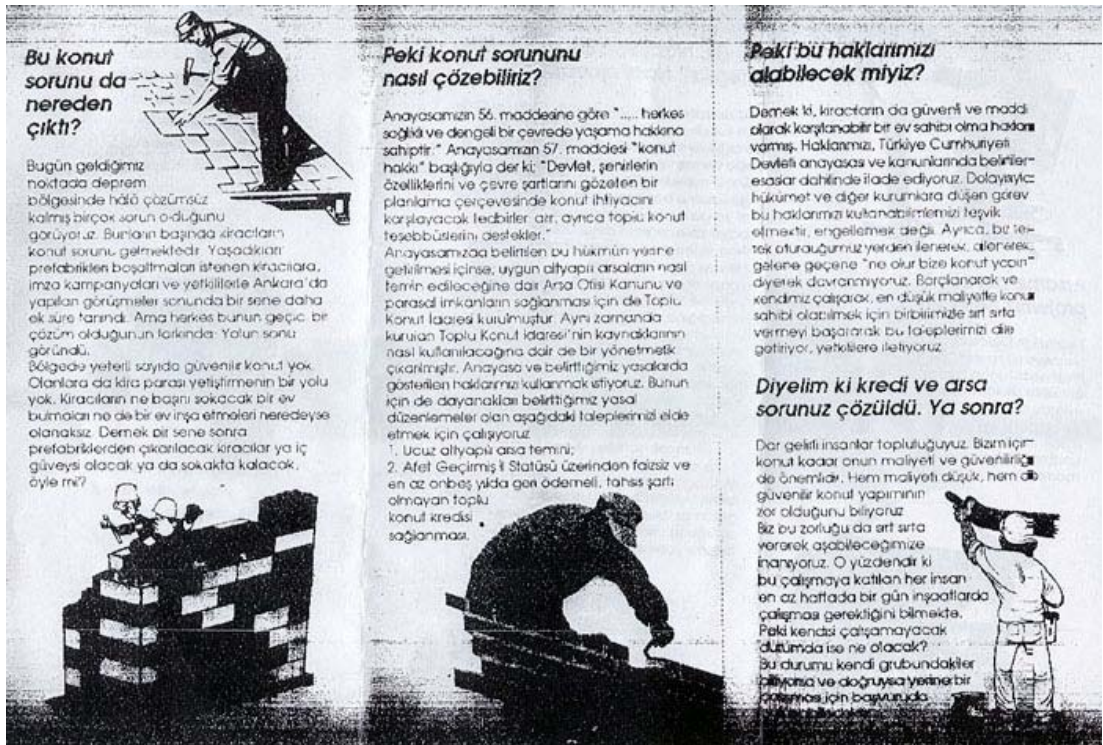 Bu konut
sorunu da
nereden
çıktı?
Bugün geldiğimiz
noktada deprem
bölgesinde hâlâ çözümsüz
kalmış birçok sorun olduğunu
görüyoruz. Bunların başında kiracıların
konut sorunu gelmektedir. Yaşadıkları
prefabrikleri boşaltmaları istenen kiracılara,
imza kampanyaları ve yetkililerle Ankara'da
yapılan görüşmeler sonunda bir sene daha
ek süre tanındı. Ama herkes bunun geçici bir
çözüm olduğunun farkında. Yolun sonu
göründü.
Bölgede yeterli sayıda güvenilir konut yok.
Olanlara da kira parası yetiştirmenin bir yolu
yok. Kiracıların ne başını sokacak bir ev
bulmaları ne de bir ev inşa etmeleri neredeyse
olanaksız. Demek bir sene sonra
prefabriklerden çıkarılacak kiracılar ya iç
güveysi olacak ya da sokakta kalacak,
öyle mi?
Peki konut sorununu
nasıl çözebiliriz?
Anayasamızın 56. maddesine göre "..... herkes
sağlıklı ve dengeli bir çevrede yaşama hakkına
sahiptir." Anayasamızın 57. maddesi "konut
hakkı" başlığıyla der ki; "Devlet, şehirlerin
özelliklerini ve çevre şartlarını gözeten bir
planlama çerçevesinde konut ihtiyacını
karşılayacak tedbirler alır, ayrıca toplu konut
teşebbüslerini destekler."
Anayasamızda belirtilen bu hükmün yerine
getirilmesi içinse, uygun altyapılı arsaların nasıl
temin edileceğine dair Arsa Ofisi Kanunu ve
parasal imkanların sağlanması için de Toplu
Konut İdaresi kurulmuştur. Aynı zamanda
kurulan Toplu Konut İdaresi'nin kaynaklarının
nasıl kullanılacağına dair de bir yönetmelik
çıkarılmıştır. Anayasa ve belirttiğimiz yasalarda
gösterilen haklarımızı kullanmak istiyoruz. Bunun
için de dayanakları belirttiğimiz yasal
düzenlemeler olan aşağıdaki taleplerimizi elde
etmek için çalışıyoruz
1. Ucuz altyapılı arsa temini;
2. Afet Geçirmiş İl Statüsü üzerinden faizsiz ve
en az onbeş yılda geri ödemeli, tahsis şartı
olmayan toplu
konut kredisi
sağlanması.
Peki bu haklarımızı
alabilecek miyiz?
Demek ki, kiracıların da güvenli ve maddi
olarak karşılanabilir bir ev sahibi olma hakları
varmış. Haklarımızı, Türkiye Cumhuriyeti
Devleti anayasası ve kanunlarında belirtilen
esaslar dahilinde ifade ediyoruz. Dolayısıyla
hükümet ve diğer kurumlara düşen görev
bu haklarımızı kullanabilmemizi teşvik
etmektir, engellemek değil. Ayrıca, biz
tek oturduğumuz yerden ilenerek, dilenerek,
gelene geçene "ne olur bize konut yapın"
diyerek davranmıyoruz. Borçlanarak ve
kendimiz çalışarak, en düşük maliyetle konut
sahibi olabilmek için birbirimizle sırt sırta
vermeyi başararak bu taleplerimizi dile
getiriyor, yetkililere iletiyoruz.
Diyelim ki kredi ve arsa
sorunuz çözüldü. Ya sonra?
Dar gelirli insanlar topluluğuyuz. Bizim için
konut kadar onun maliyeti ve güvenilirliği
de önemlidir. Hem maliyeti düşük, hem de
güvenilir konut yapımının
zor olduğunu biliyoruz
Biz bu zorluğu da sırt sırta
vererek aşabileceğimize
inanıyoruz. O yüzdendir ki
bu çalışmaya katılan her insan
en az haftada bir gün inşaatlarda
çalışması gerektiğini bilmekte.
Peki kendisi çalışamayacak
durumda ise ne olacak?
Bu durumu kendi grubundakiler
biliyorsa ve doğruysa yerine bir
çalışması için başvuruda